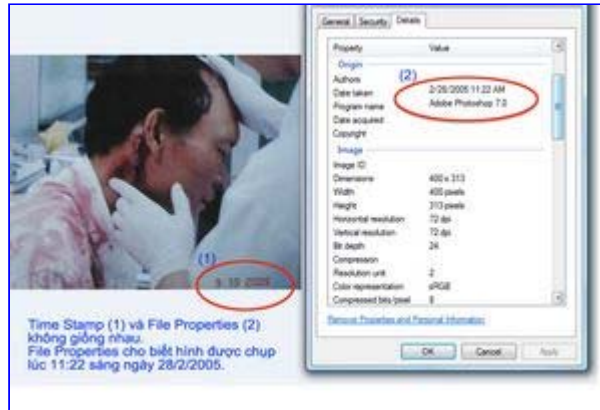 General Security Details
Property Value
Origin
Authors
(2)
Date taken 2/28/2005 11:22 AM
Program name Adobe Photoshop 7.0
Date acquired
Copyright
Image
Image ID
Dimensions 400 x 313
Width 400 pixels
Height 313 pixels
Horizontal resolution 72 dpi
Vertical resolution 72 dpi
Bit depth 24
Compression
Resolution unit 2
Color representation sRGB
Compressed bits/pixel
Remove Properties and Personal Information
OK Cancel Apply
(1)
Time Stamp (1) và File Properties (2)
không giống nhau.
File Properties cho biết hình được chụp
lúc 11:22 sáng ngày 28/2/2005.